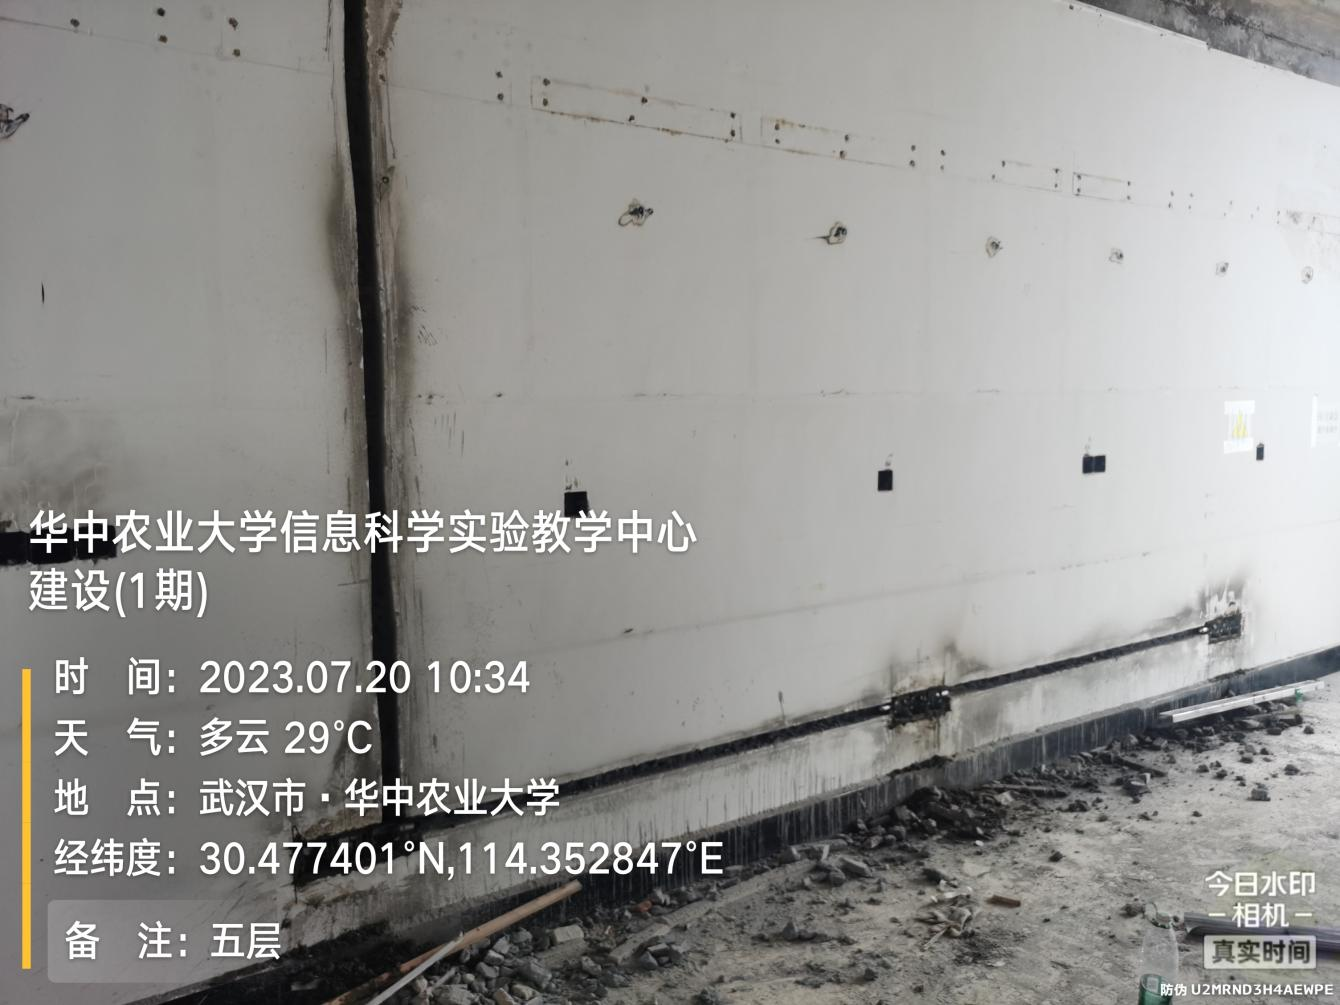 华中农业大学信息科学实验教学中心
建设(1期)
时 间：2023.07.20 10:34
天 气：多云 29°C
地 点：武汉市·华中农业大学
经纬度：30.477401°N,114.352847°E
备 注：五层
今日水印
相机
真实时间
防伪 U2MRND3H4AEWPE